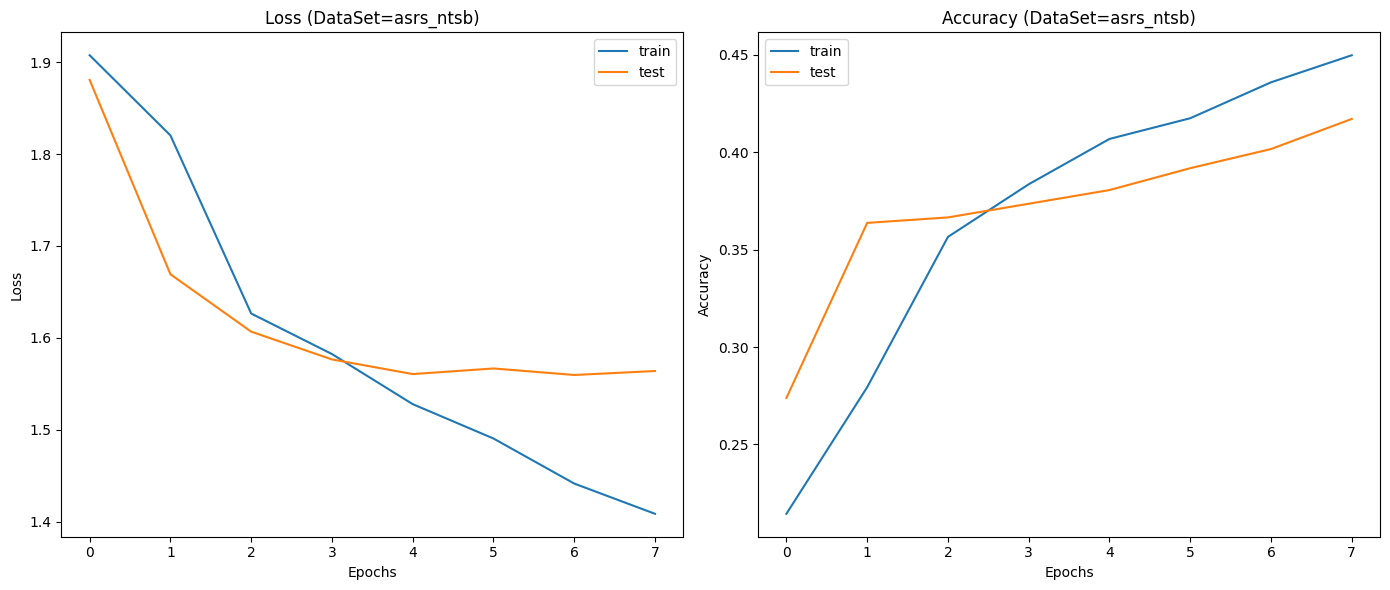 Loss (DataSet=asrs_ntsb)
train
test
1.9
1.8
1.7
1.6
1.5
1.4
Loss
0 1 2 3 4 5 6 7
Epochs
Accuracy (DataSet=asrs_ntsb)
train
test
0.45
0.40
0.35
0.30
0.25
Accuracy
0 1 2 3 4 5 6 7
Epochs